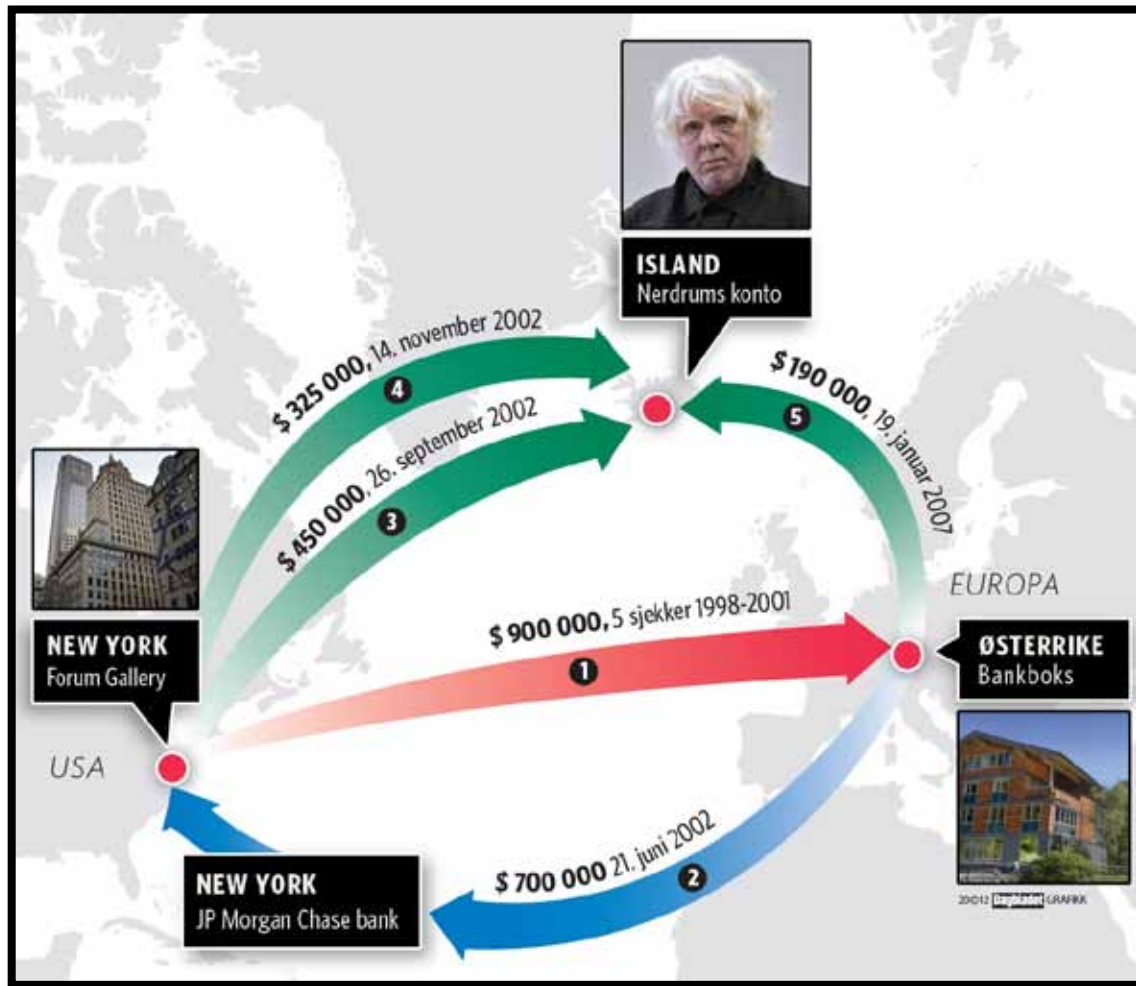 ISLAND
Nerdrums konto
$ 325 000, 14. november 2002
4
$ 450 000, 26. september 2002
3
$ 190 000, 19. januar 2007
5
EUROPA
NEW YORK
Forum Gallery
$ 900 000, 5 sjekker 1998-2001
1
ØSTERRIKE
Bankboks
USA
$ 700 000 21. juni 2002
2
NEW YORK
JP Morgan Chase bank
Dagbladet GRAFIKK